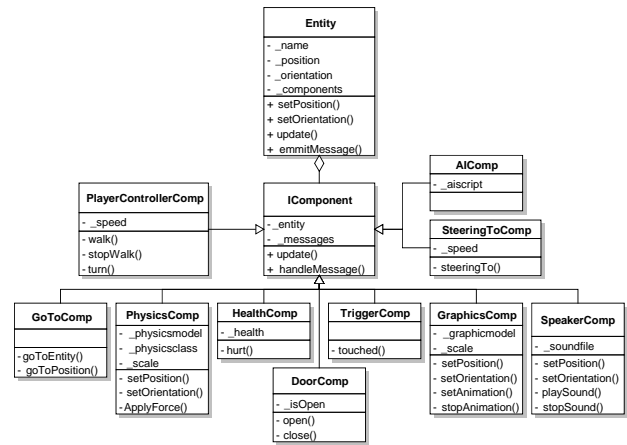 Entity
- _name
- _position
- _orientation
- _components
+ setPosition()
+ setOrientation()
+ update()
+ emmitMessage()
AIComp
- _aiscript
PlayerControllerComp
- _speed
- walk()
- stopWalk()
- turn()
IComponent
- _entity
- _messages
+ update()
+ handleMessage()
SteeringToComp
- _speed
- steeringTo()
GoToComp
- goToEntity()
- goToPosition()
PhysicsComp
- _physicsmodel
- _physicsclass
- _scale
- setPosition()
- setOrientation()
- ApplyForce()
HealthComp
- _health
- hurt()
TriggerComp
- touched()
GraphicsComp
- _graphicmodel
- _scale
- setPosition()
- setOrientation()
- setAnimation()
- stopAnimation()
SpeakerComp
- _soundfile
- setPosition()
- setOrientation()
- playSound()
- stopSound()
DoorComp
- _isOpen
- open()
- close()